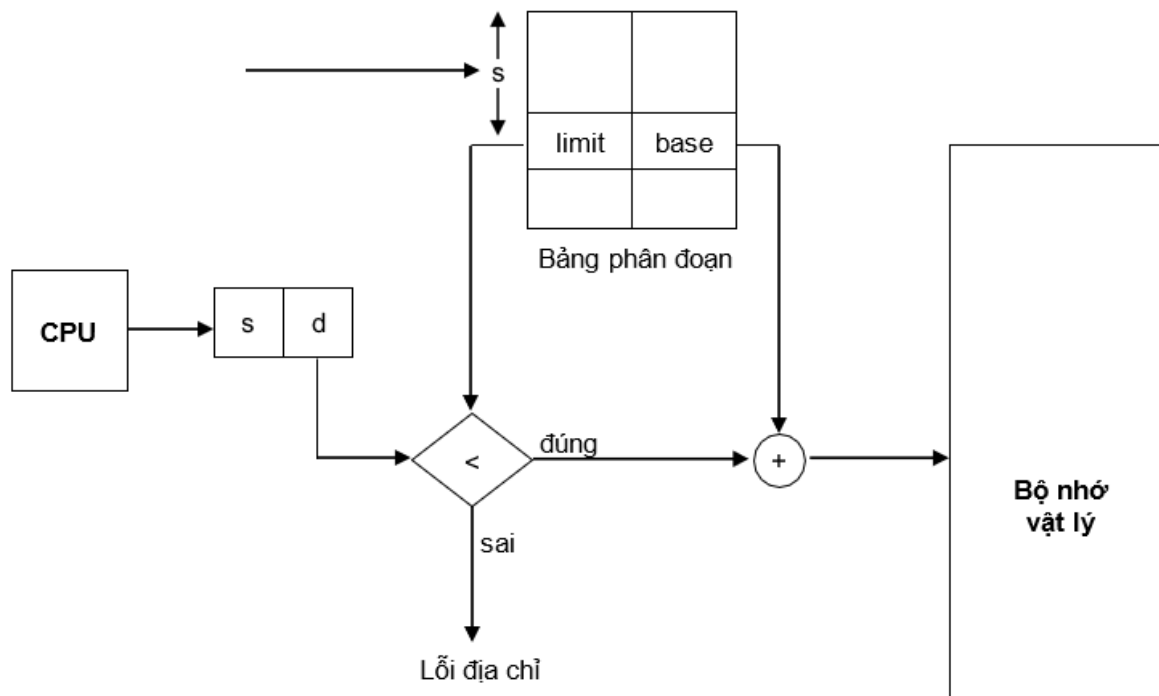 s
limit base
Bảng phân đoạn
CPU
s d
<
đúng
+
sai
Bộ nhớ
vật lý
Lỗi địa chỉ